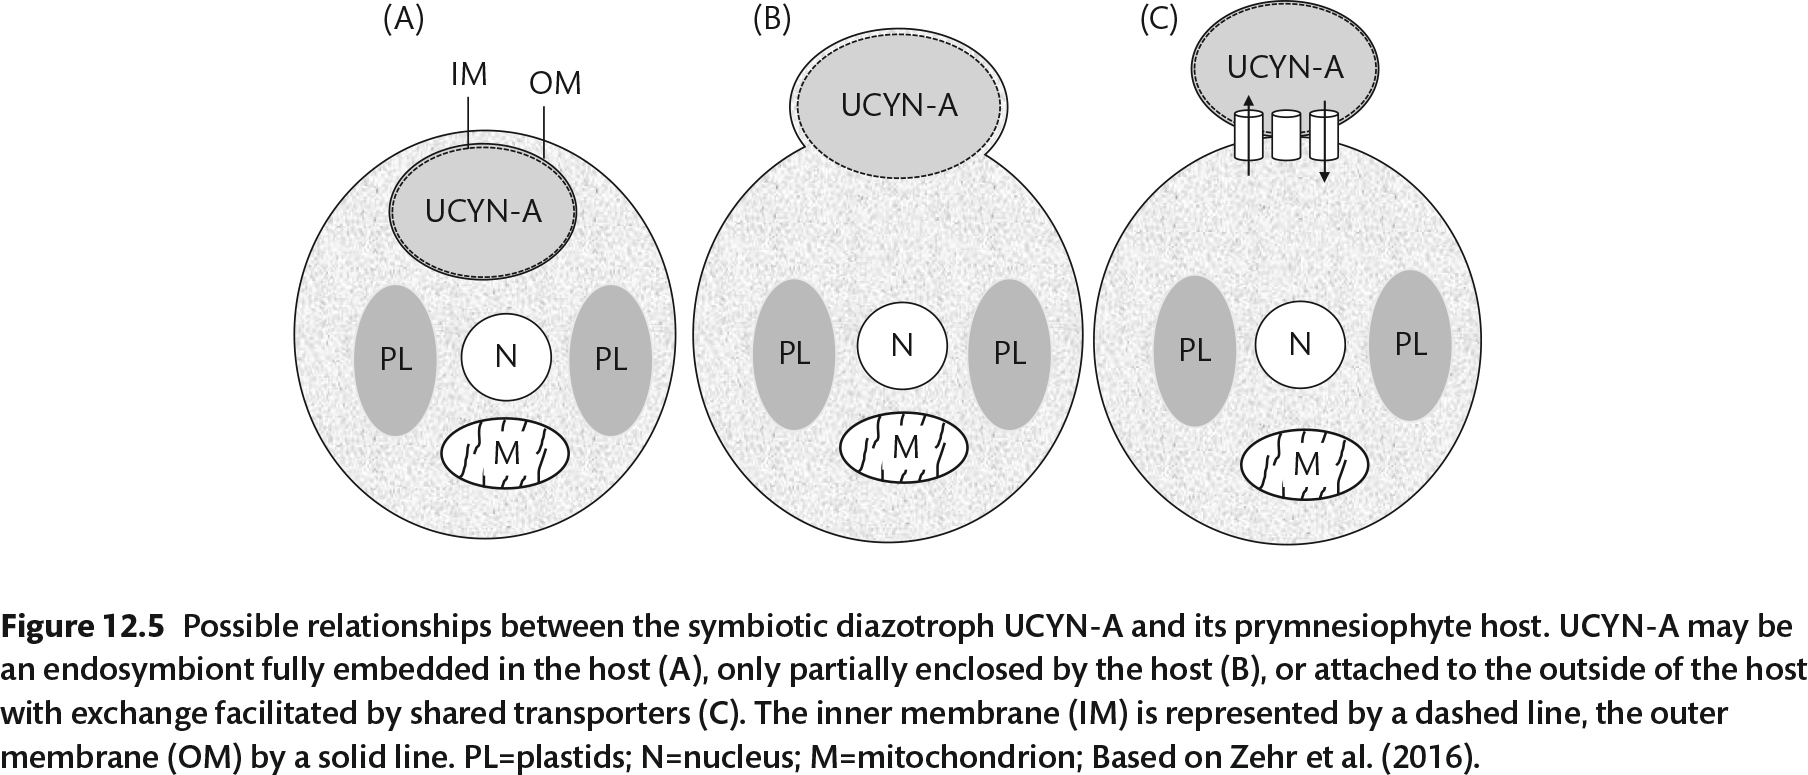 (A)
(B)
(C)
IM
OM
UCYN-A
UCYN-A
UCYN-A
PL
N
PL
M
PL
N
PL
M
PL
N
PL
M
Figure 12.5 Possible relationships between the symbiotic diazotroph UCYN-A and its prymnesiophyte host. UCYN-A may be
an endosymbiont fully embedded in the host (A), only partially enclosed by the host (B), or attached to the outside of the host
with exchange facilitated by shared transporters (C). The inner membrane (IM) is represented by a dashed line, the outer
membrane (OM) by a solid line. PL=plastids; N=nucleus; M=mitochondrion; Based on Zehr et al. (2016).